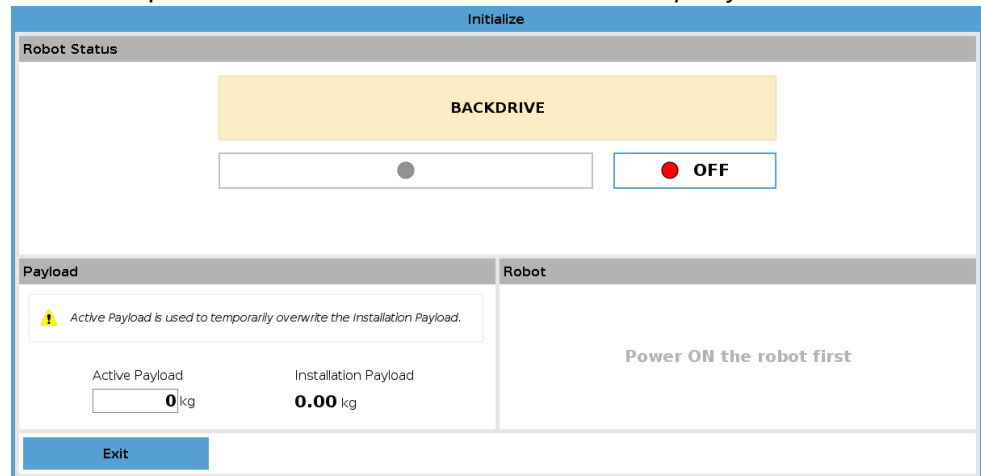 Initialize
Robot Status
BACKDRIVE
OFF
Payload
Robot
Active Payload is used to temporarily overwrite the Installation Payload.
Power ON the robot first
Active Payload
Installation Payload
0 kg
0.00 kg
Exit